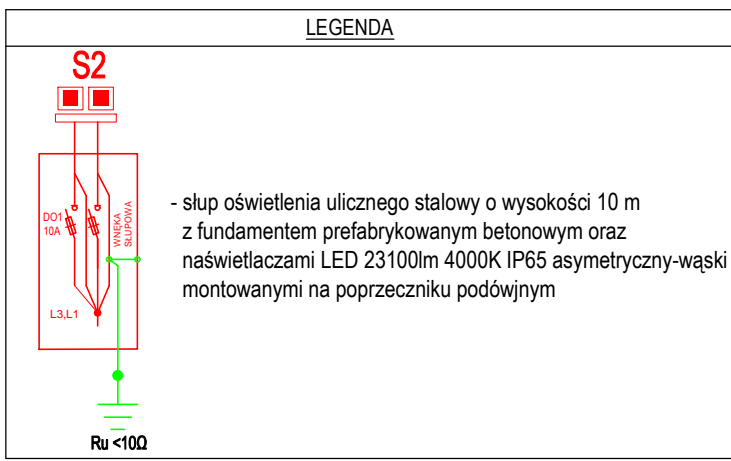 LEGENDA
S2
DO1
10A
WNĘKA
SŁUPOWA
L3,L1
Ru <10Ω
- słup oświetlenia ulicznego stalowy o wysokości 10 m
z fundamentem prefabrykowanym betonowym oraz
naświetlaczami LED 23100lm 4000K IP65 asymetryczny-wąski
montowanymi na poprzeczniku podówjnym